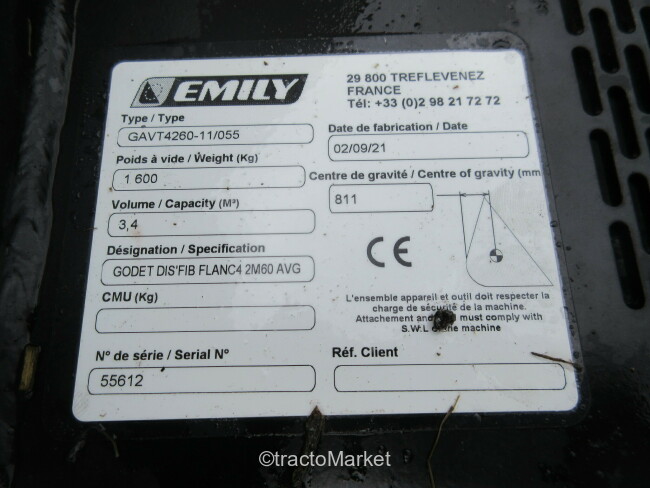 EMILY
29 800 TREFLEVENEZ
FRANCE
Tél: +33 (0)2 98 21 72 72
Type / Type
GAVT4260-11/055
Date de fabrication / Date
02/09/21
Poids à vide / Weight (Kg)
1 600
Centre de gravité / Centre of gravity (mm
811
Volume / Capacity (M³)
3,4
Désignation / Specification
GODET DIS'FIB FLANC4 2M60 AVG
CE
CMU (Kg)
L'ensemble appareil et outil doit respecter la
charge de sécurité de la machine.
Attachement and must comply with
S.W.L the machine
N° de série / Serial N°
55612
Réf. Client
©tractoMarket